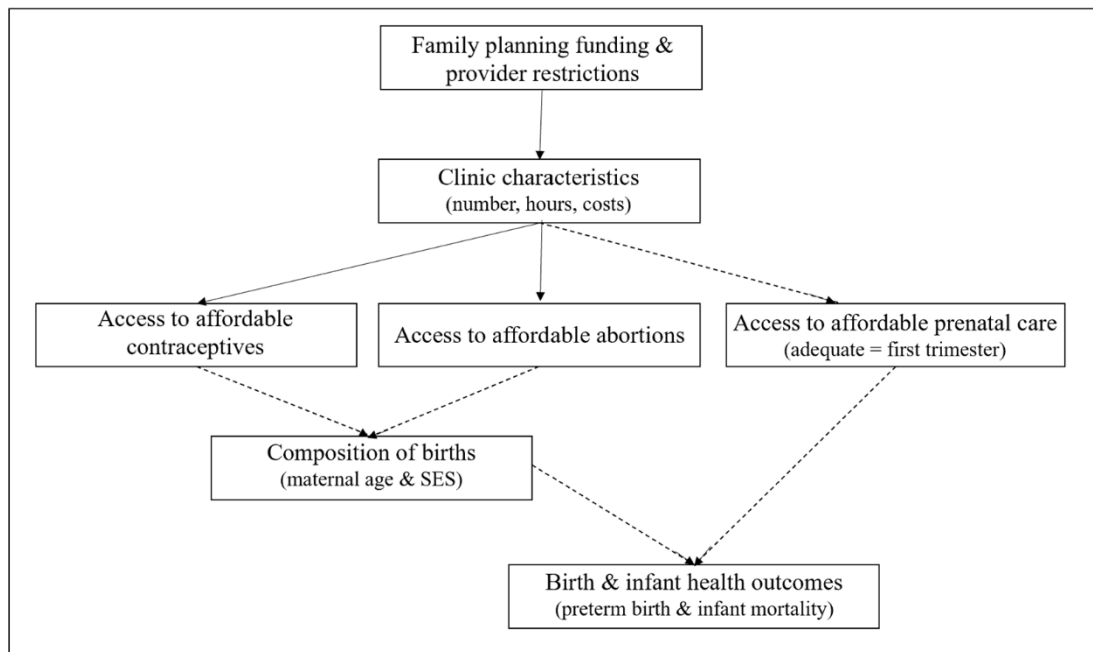 Family planning funding &
provider restrictions
Clinic characteristics
(number, hours, costs)
Access to affordable
contraceptives
Access to affordable abortions
Access to affordable prenatal care
(adequate = first trimester)
Composition of births
(maternal age & SES)
Birth & infant health outcomes
(preterm birth & infant mortality)